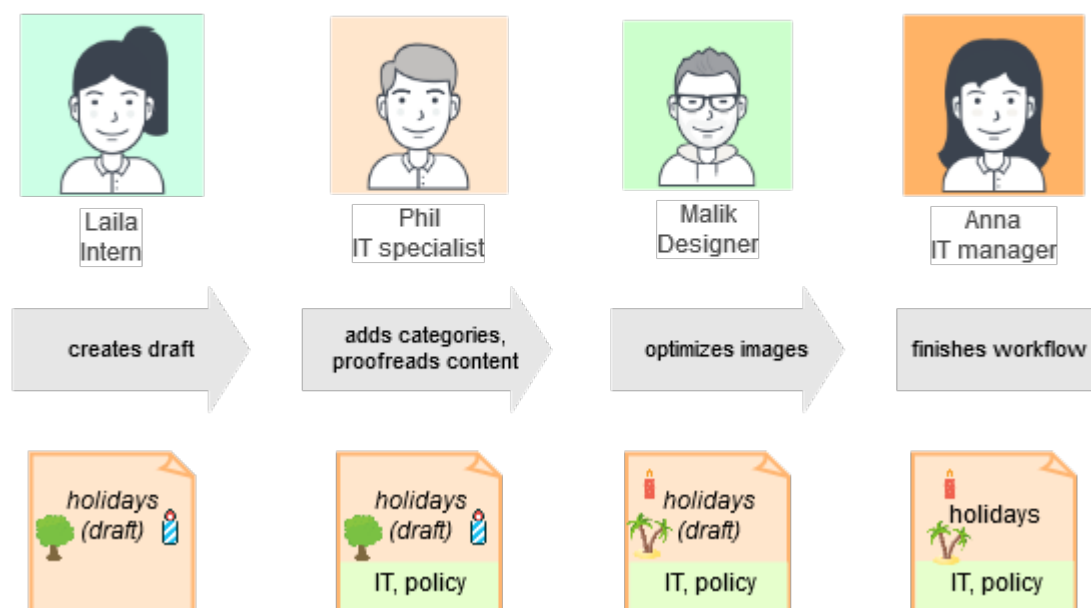 Laila
Intern
Phil
IT specialist
Malik
Designer
Anna
IT manager
creates draft
adds categories,
proofreads content
optimizes images
finishes workflow
holidays
(draft)
holidays
(draft)
IT, policy
holidays
(draft)
IT, policy
holidays
IT, policy